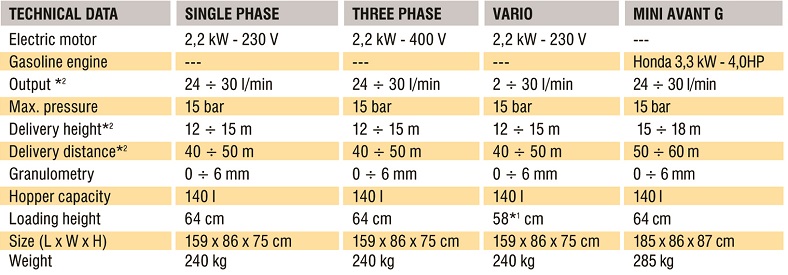 TECHNICAL DATA SINGLE PHASE THREE PHASE VARIO MINI AVANT G
Electric motor 2,2 kW - 230 V 2,2 kW - 400 V 2,2 kW - 230 V ---
Gasoline engine --- --- --- Honda 3,3 kW - 4,0HP
Output *² 24 ÷ 30 l/min 24 ÷ 30 l/min 2 ÷ 30 l/min 24 ÷ 30 l/min
Max. pressure 15 bar 15 bar 15 bar 15 bar
Delivery height*² 12 ÷ 15 m 12 ÷ 15 m 12 ÷ 15 m 15 ÷ 18 m
Delivery distance*² 40 ÷ 50 m 40 ÷ 50 m 40 ÷ 50 m 50 ÷ 60 m
Granulometry 0 ÷ 6 mm 0 ÷ 6 mm 0 ÷ 6 mm 0 ÷ 6 mm
Hopper capacity 140 l 140 l 140 l 140 l
Loading height 64 cm 64 cm 58*¹ cm 64 cm
Size (L x W x H) 159 x 86 x 75 cm 159 x 86 x 75 cm 159 x 86 x 75 cm 185 x 86 x 87 cm
Weight 240 kg 240 kg 240 kg 285 kg